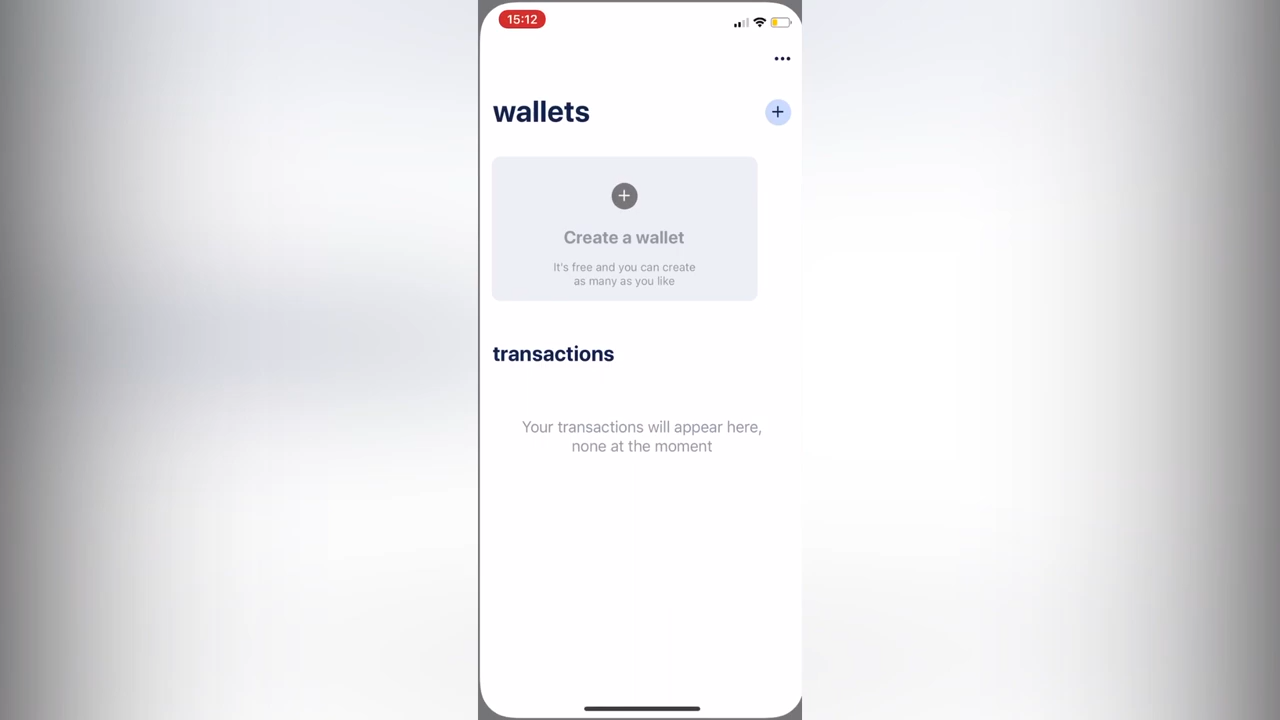 15:12
wallets
Create a wallet
It's free and you can create
as many as you like
transactions
Your transactions will appear here,
none at the moment